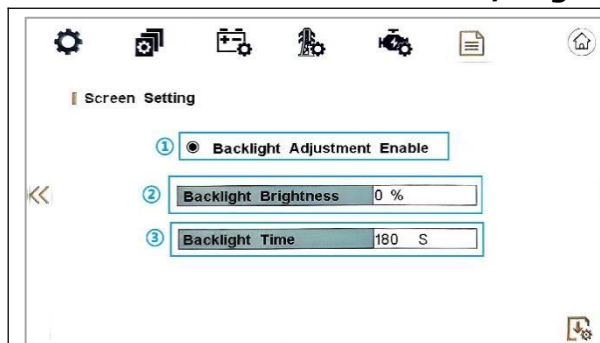 Screen Setting
① Backlight Adjustment Enable
② Backlight Brightness 0 %
③ Backlight Time 180 S